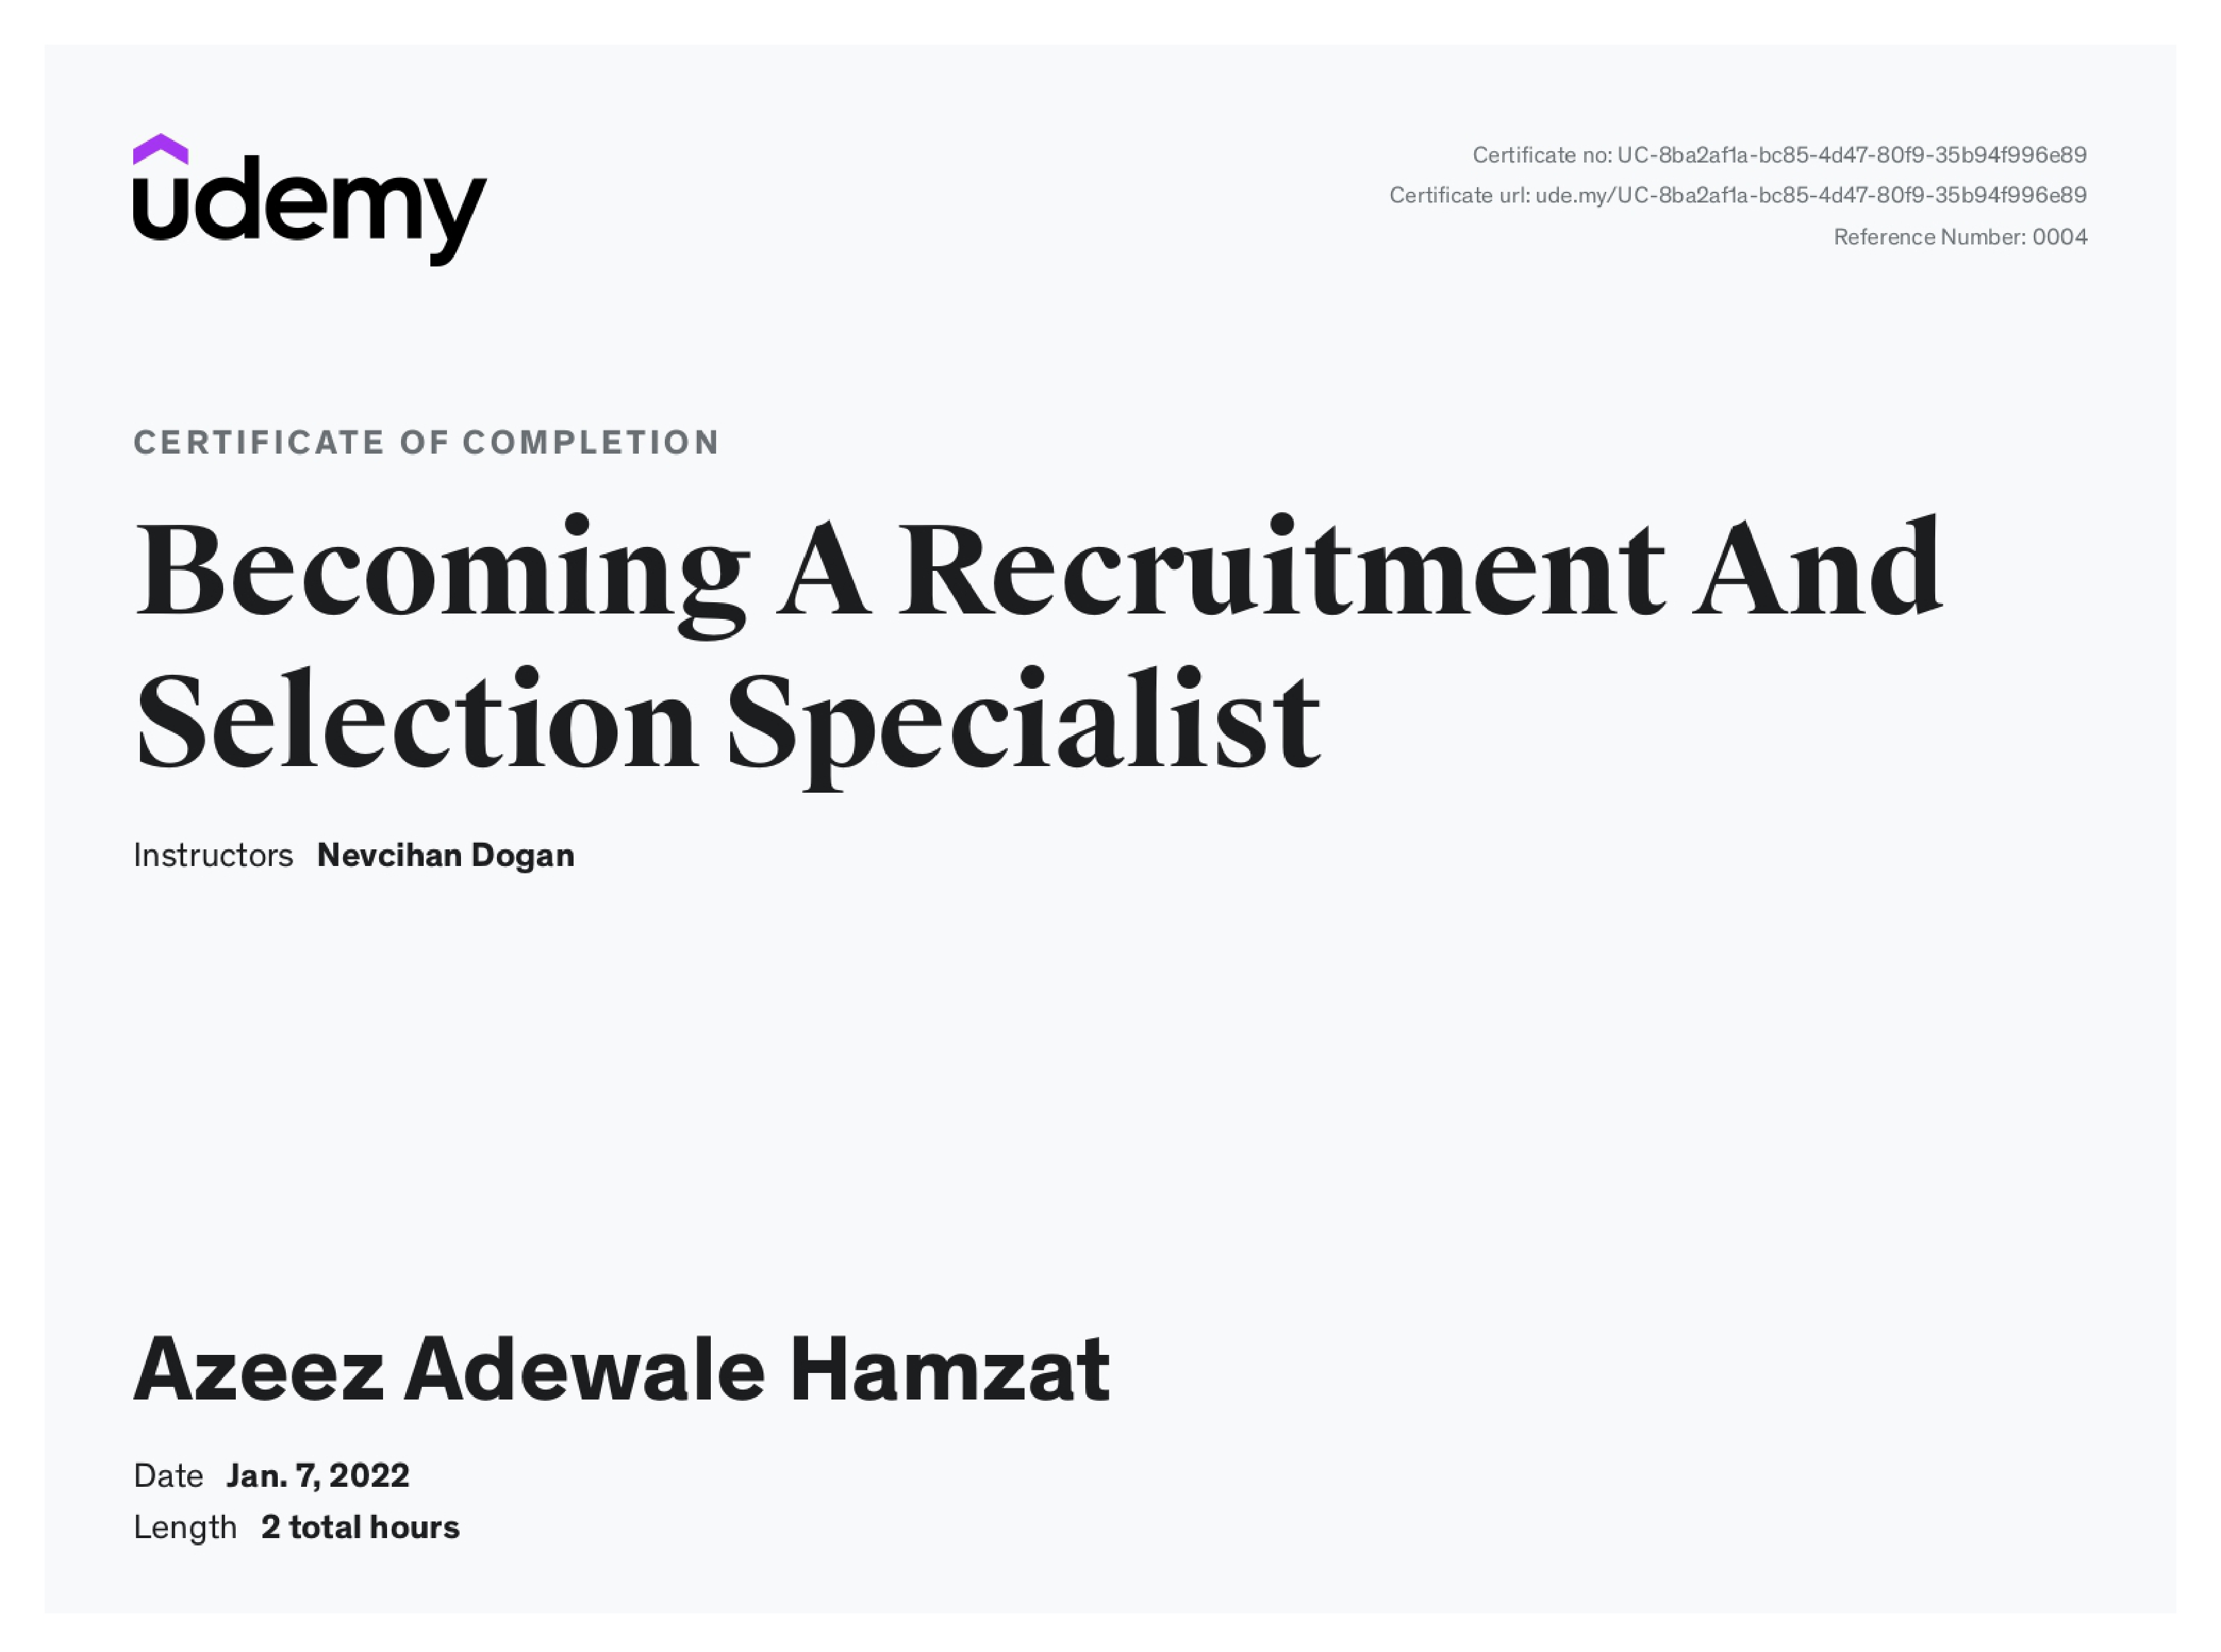 udemy
Certificate no: UC-8ba2af1a-bc85-4d47-80f9-35b94f996e89
Certificate url: ude.my/UC-8ba2af1a-bc85-4d47-80f9-35b94f996e89
Reference Number: 0004
CERTIFICATE OF COMPLETION
Becoming A Recruitment And
Selection Specialist
Instructors Nevcihan Dogan
Azeez Adewale Hamzat
Date Jan. 7, 2022
Length 2 total hours